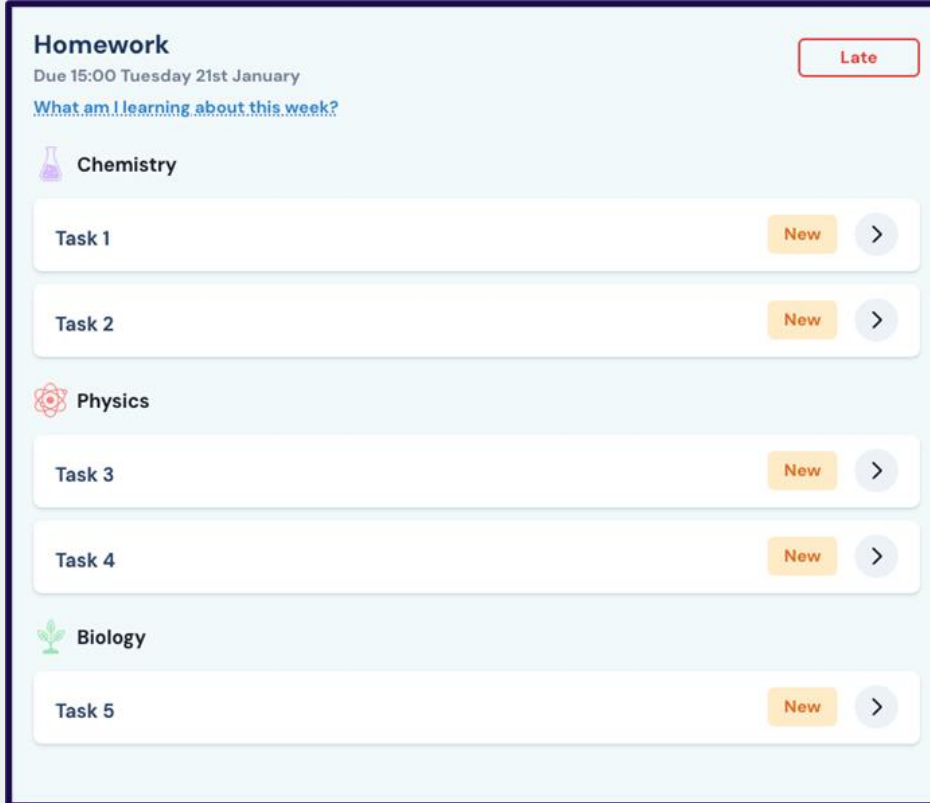 Homework
Late
Due 15:00 Tuesday 21st January
What am I learning about this week?
Chemistry
Task 1
New
Task 2
New
Physics
Task 3
New
Task 4
New
Biology
Task 5
New